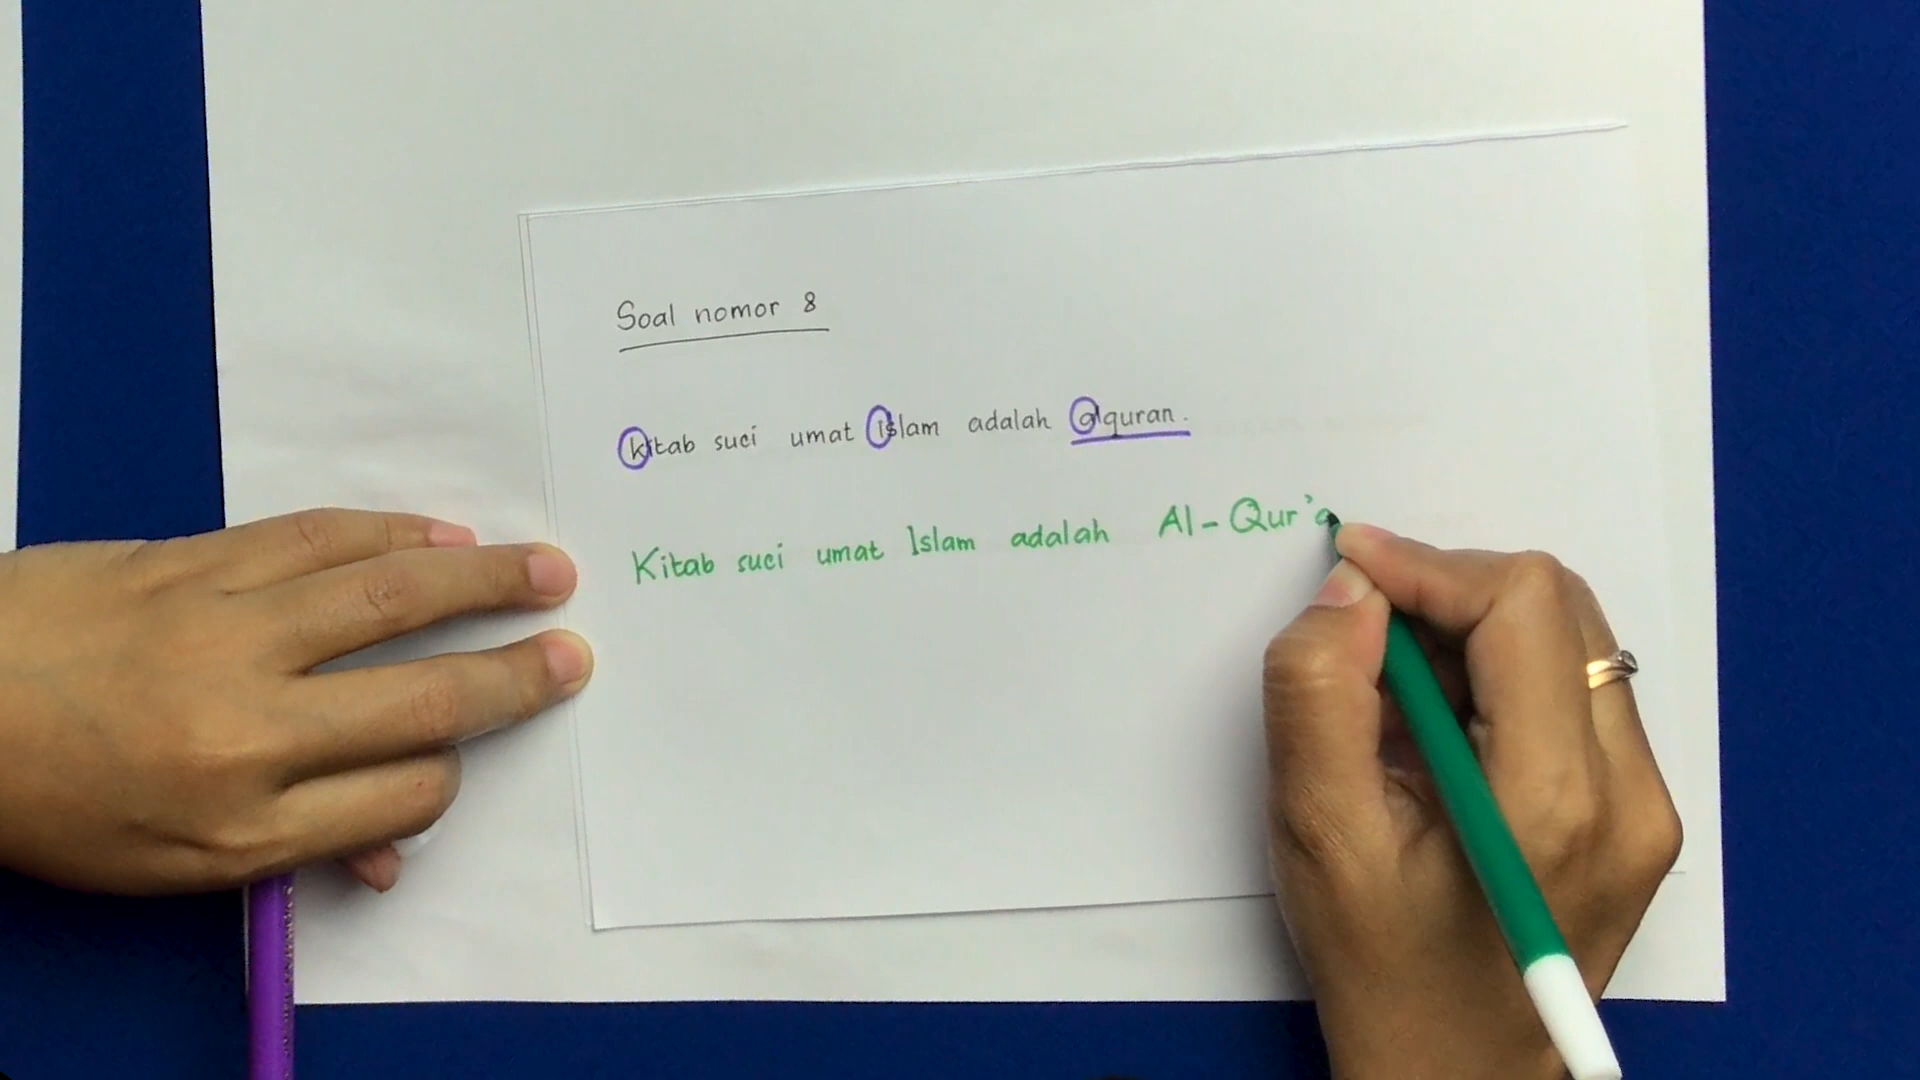 Soal nomor 8
kitab suci umat islam adalah alquran.
Kitab suci umat Islam adalah Al-Qur'a